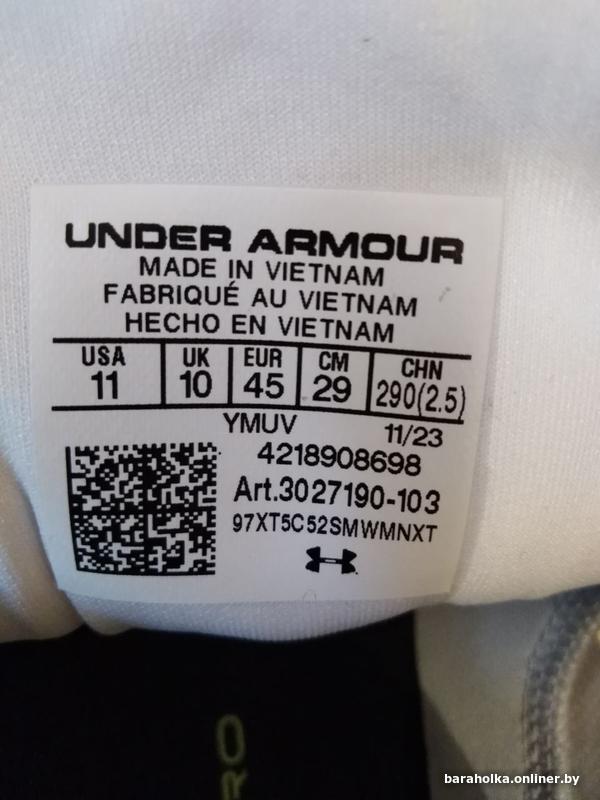 UNDER ARMOUR
MADE IN VIETNAM
FABRIQUÉ AU VIETNAM
HECHO EN VIETNAM
USA UK EUR CM CHN
11 10 45 29 290(2.5)
YMUV 11/23
4218908698
Art.3027190-103
97XT5C52SMWMNXT
RO
baraholka.onliner.by